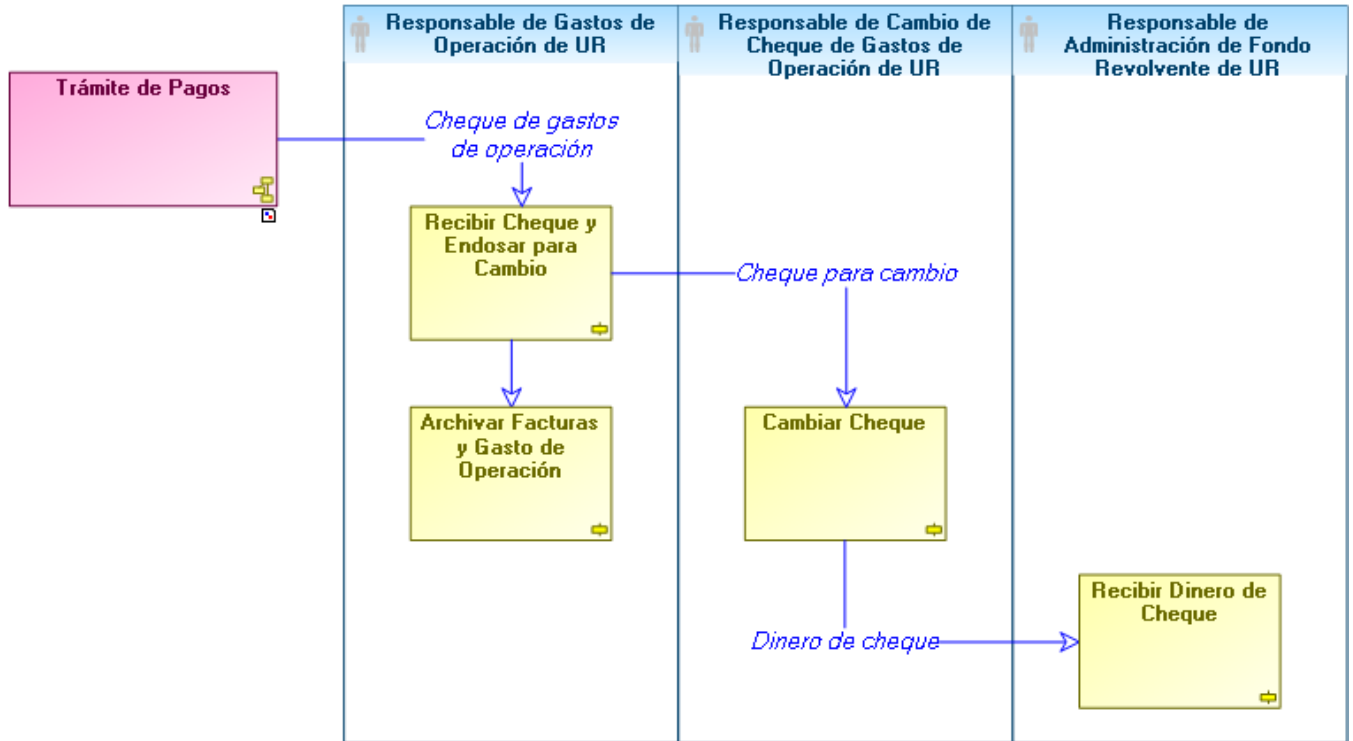 Responsable de Gastos de
Operación de UR
Responsable de Cambio de
Cheque de Gastos de
Operación de UR
Responsable de
Administración de Fondo
Revolvente de UR
Trámite de Pagos
Cheque de gastos
de operación
Recibir Cheque y
Endosar para
Cambio
Cheque para cambio
Archivar Facturas
y Gasto de
Operación
Cambiar Cheque
Recibir Dinero de
Cheque
Dinero de cheque